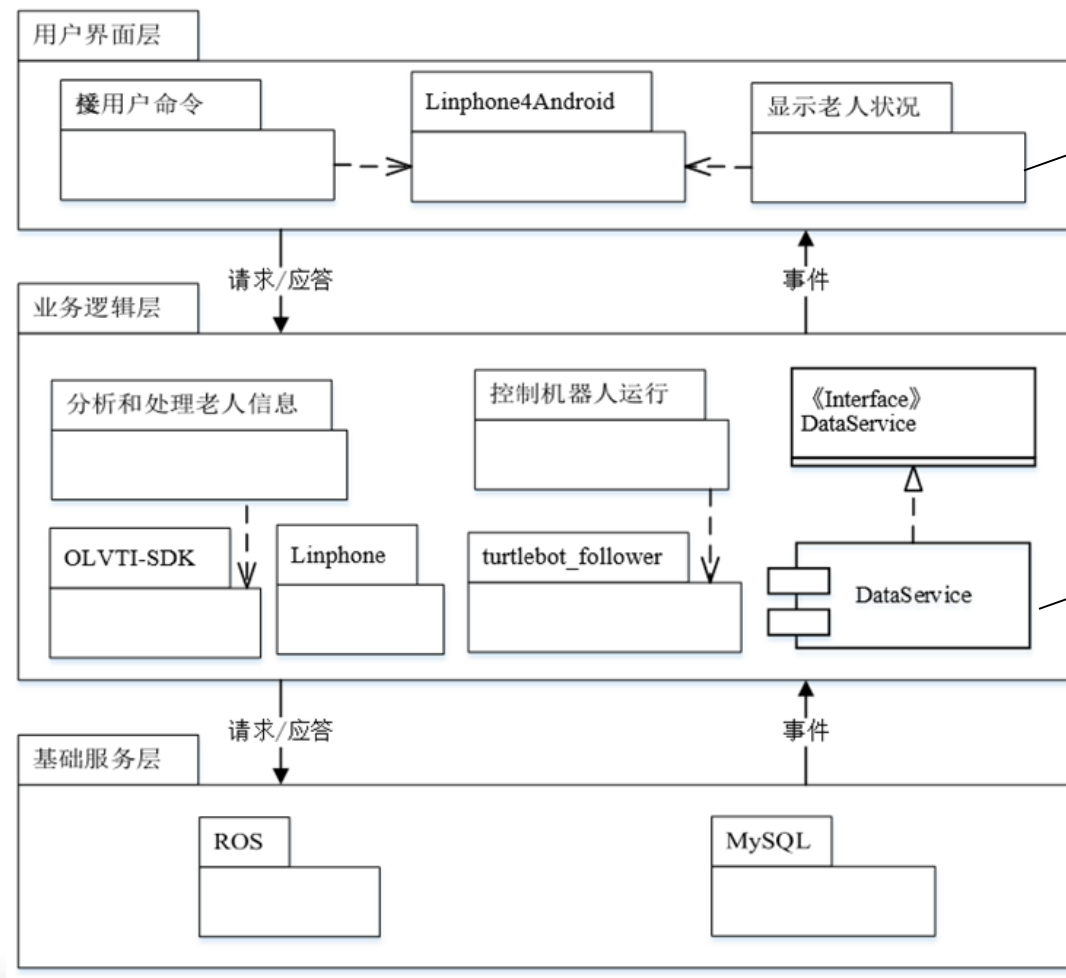 用户界面层
接受用户命令
Linphone4Android
显示老人状况
请求/应答
事件
业务逻辑层
分析和处理老人信息
控制机器人运行
《Interface》
DataService
OLVTI-SDK
Linphone
turtlebot_follower
DataService
请求/应答
事件
基础服务层
ROS
MySQL